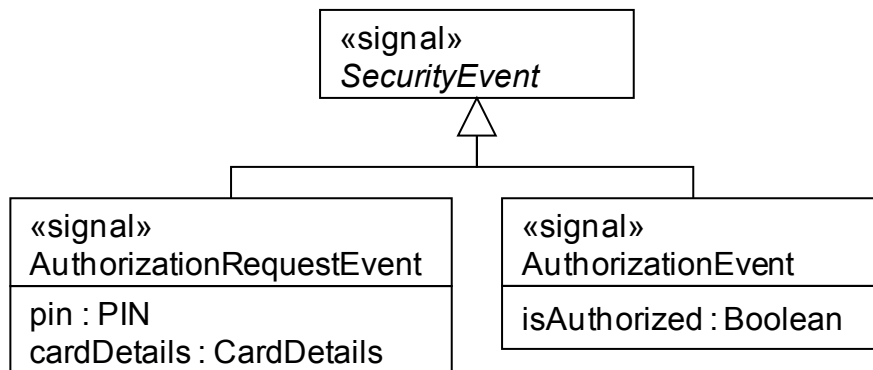 «signal»
SecurityEvent
«signal»
AuthorizationRequestEvent
pin : PIN
cardDetails : CardDetails
«signal»
AuthorizationEvent
isAuthorized : Boolean